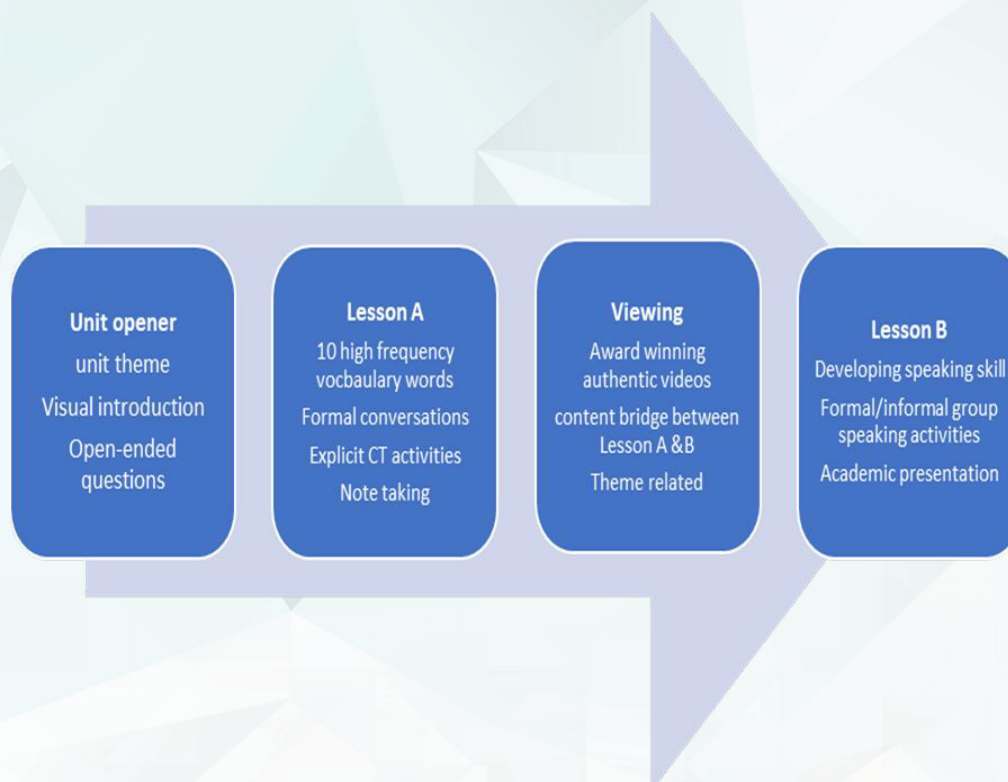 Unit opener
unit theme
Visual introduction
Open-ended
questions
Lesson A
10 high frequency
vocbaulary words
Formal conversations
Explicit CT activities
Note taking
Viewing
Award winning
authentic videos
content bridge between
Lesson A &B
Theme related
Lesson B
Developing speaking skill
Formal/informal group
speaking activities
Academic presentation